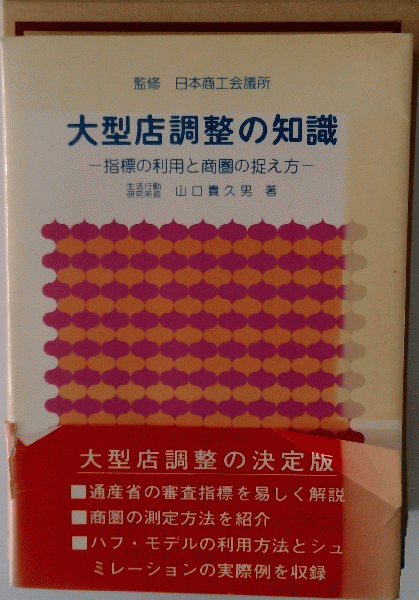 監修 日本商工会議所
大型店調整の知識
−指標の利用と商圏の捉え方−
生活行動
研究所長 山口貴久男 著
大型店調整の決定版
■通産省の審査指標を易しく解説
■商圏の測定方法を紹介
■ハフ・モデルの利用方法とシュ
ミレーションの実際例を収録